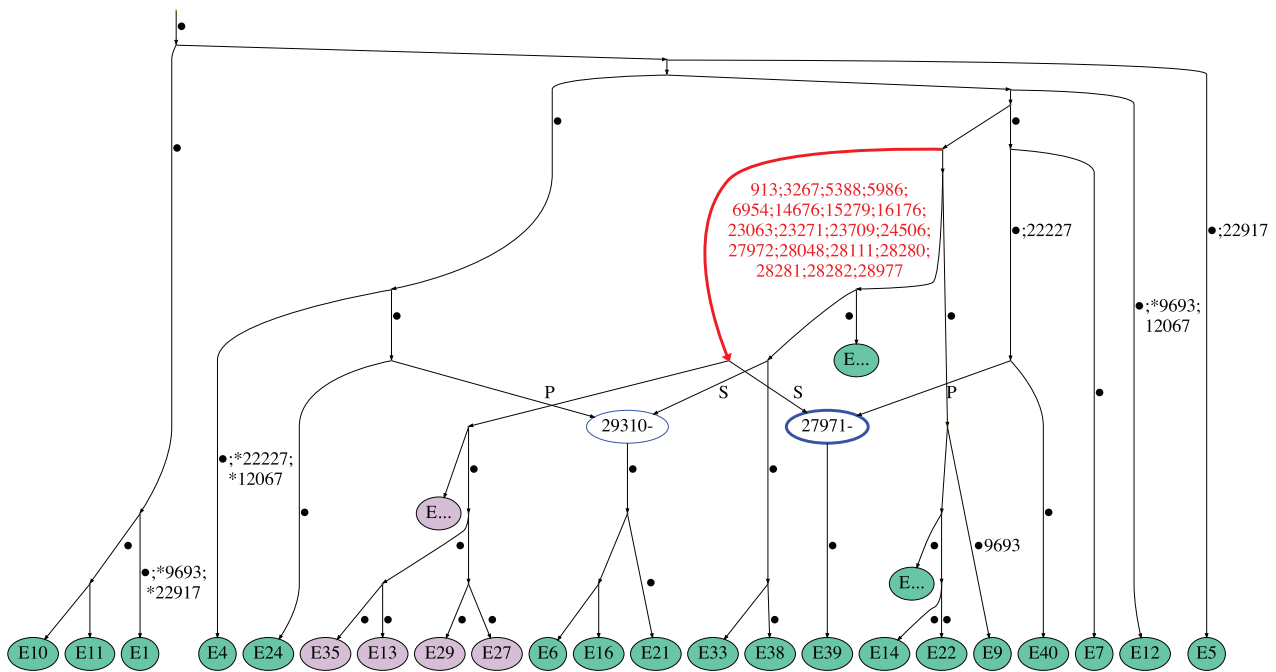 913;3267;5388;5986;
6954;14676;15279;16176;
23063;23271;23709;24506;
27972;28048;28111;28280;
28281;28282;28977
●;22227
●;22917
●;*9693;
12067
E...
P
S
S
P
29310-
27971-
●;*22227;
*12067
E...
●;*9693;
*22917
●9693
E...
E10 E11 E1 E4 E24 E35 E13 E29 E27 E6 E16 E21 E33 E38 E39 E14 E22 E9 E40 E7 E12 E5